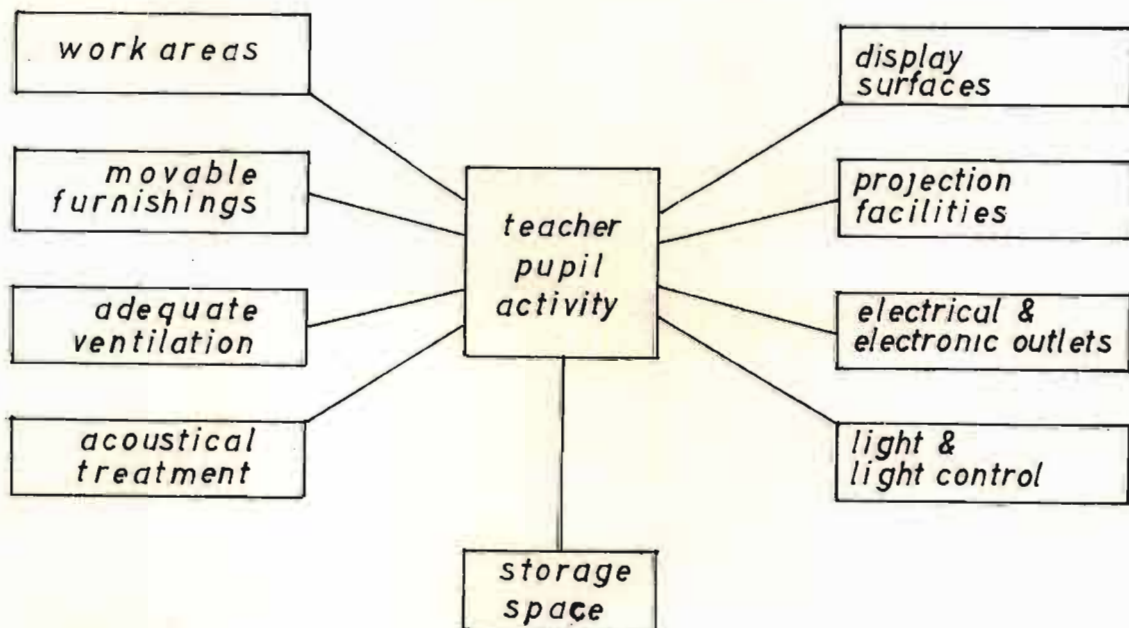 work areas
movable
furnishings
adequate
ventilation
acoustical
treatment
teacher
pupil
activity
display
surfaces
projection
facilities
electrical &
electronic outlets
light &
light control
storage
space